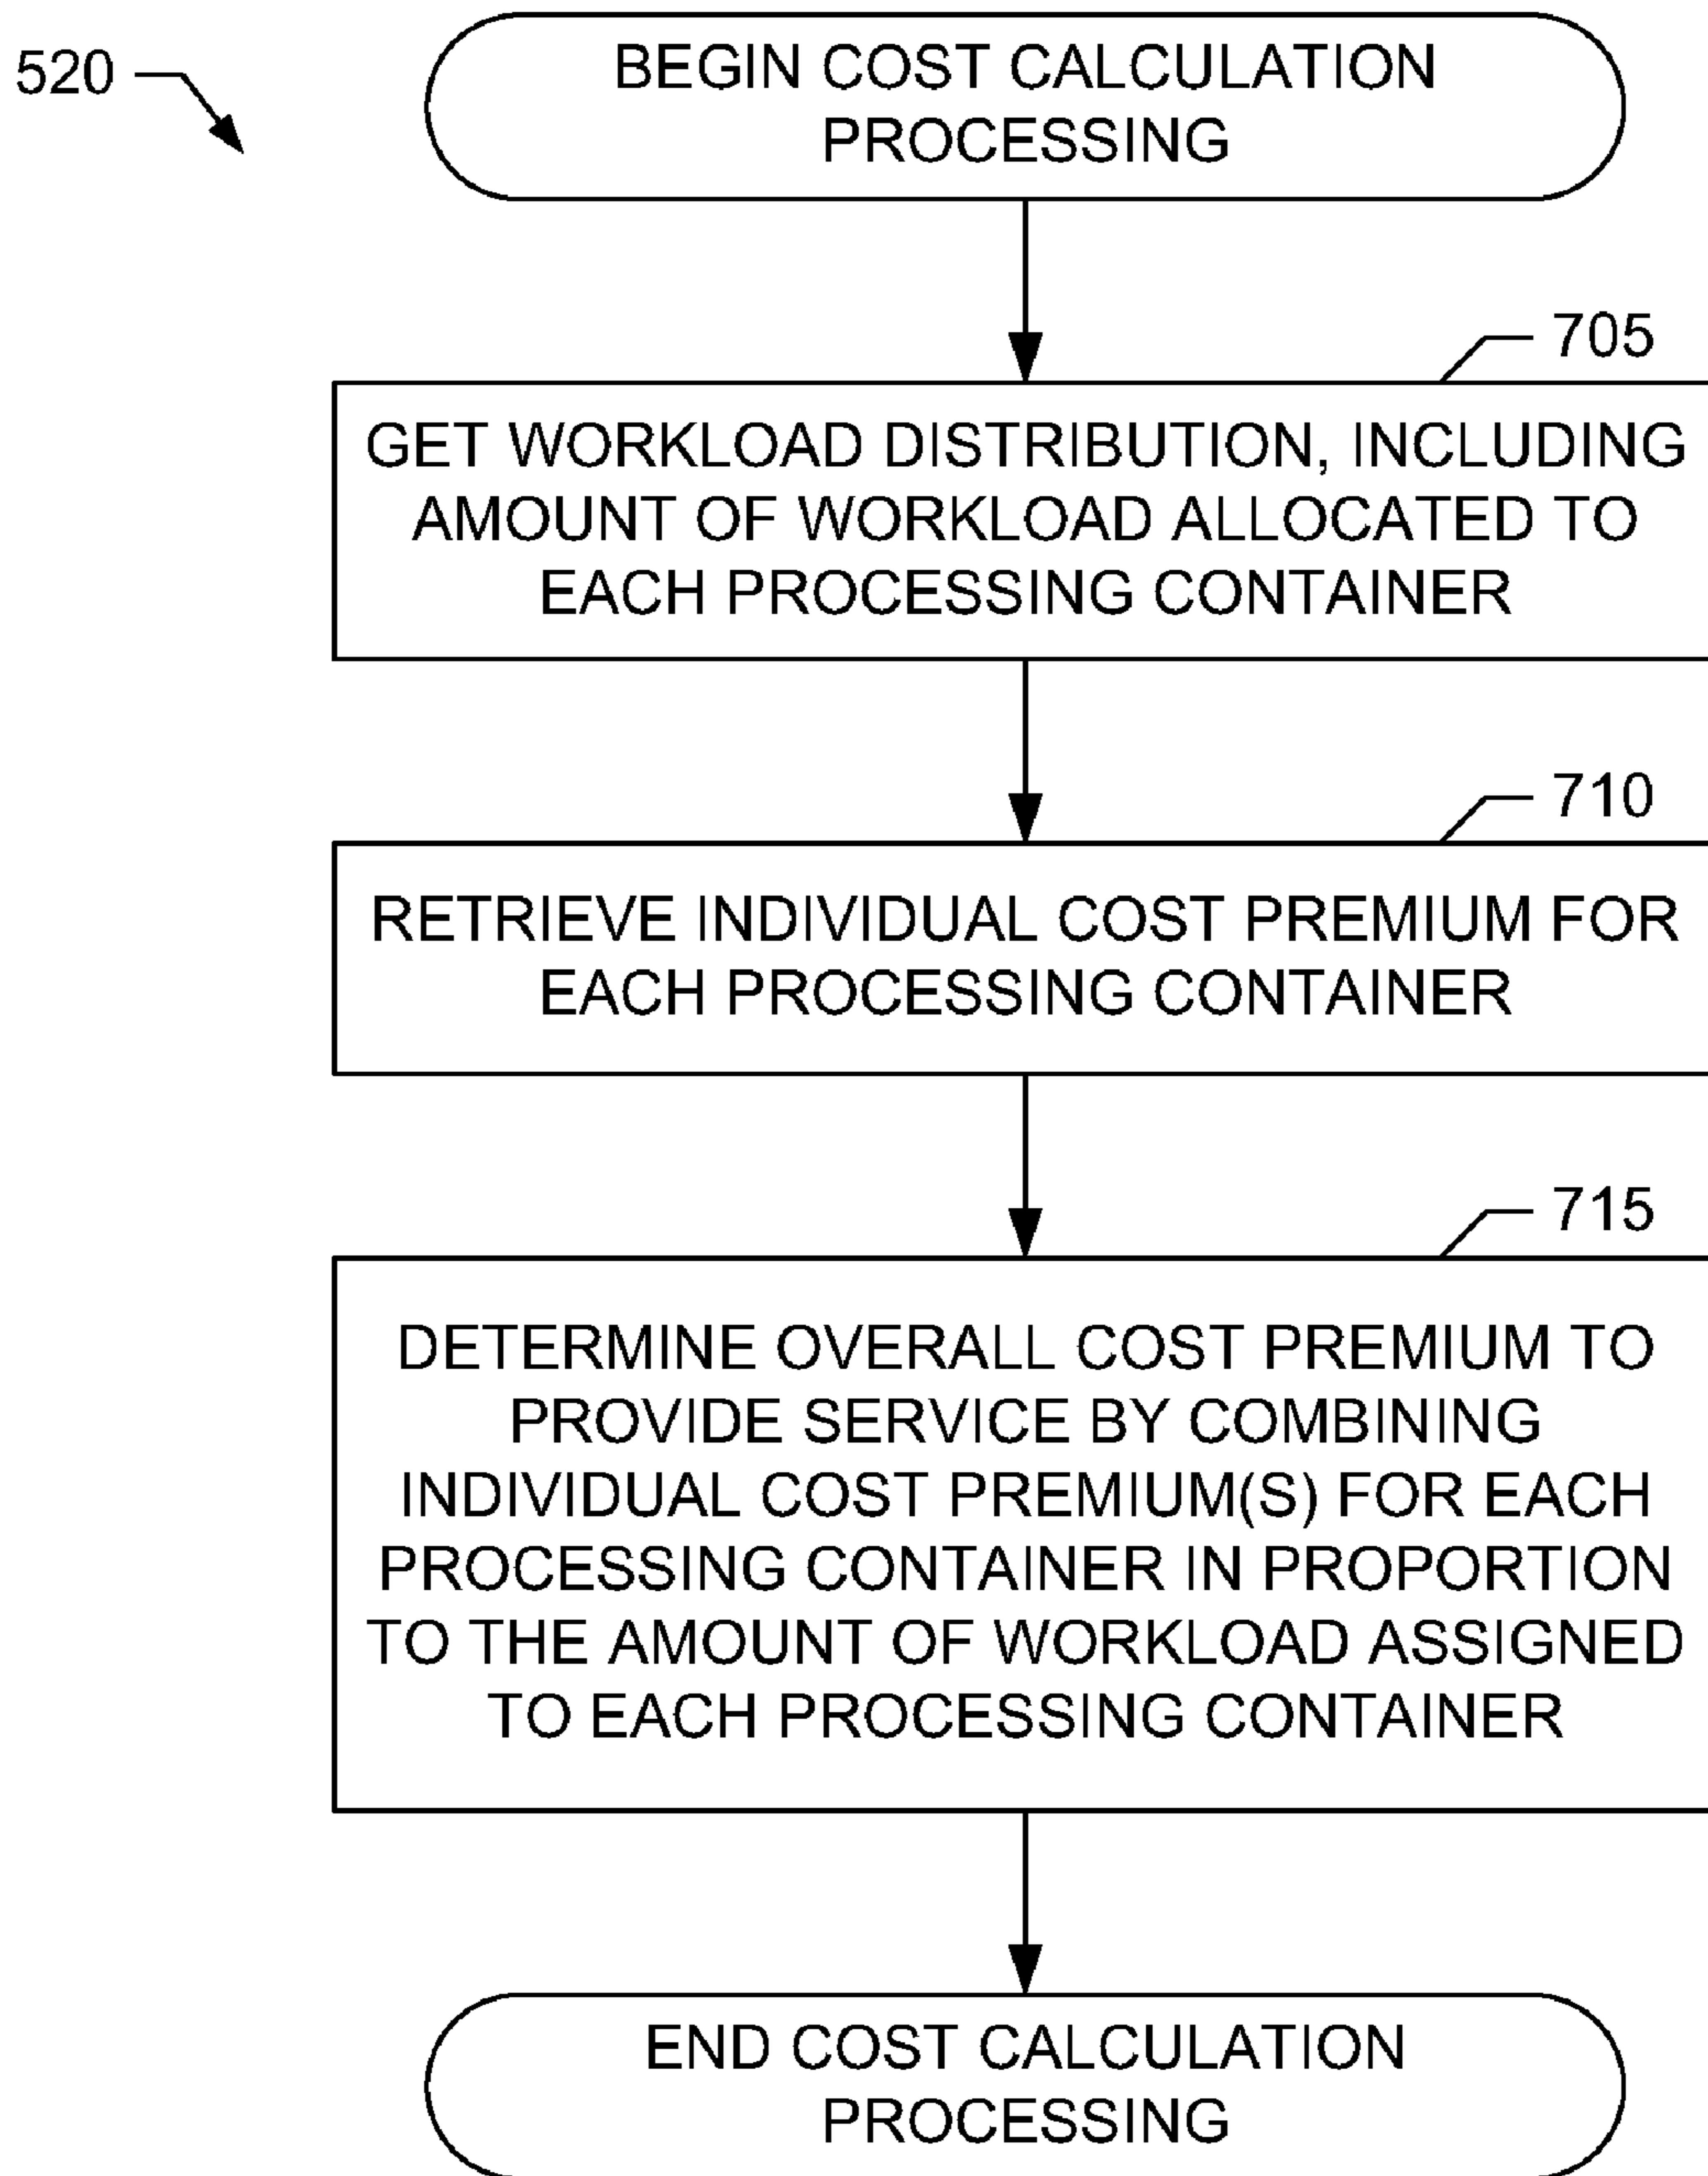 520
BEGIN COST CALCULATION
PROCESSING
705
GET WORKLOAD DISTRIBUTION, INCLUDING
AMOUNT OF WORKLOAD ALLOCATED TO
EACH PROCESSING CONTAINER
710
RETRIEVE INDIVIDUAL COST PREMIUM FOR
EACH PROCESSING CONTAINER
715
DETERMINE OVERALL COST PREMIUM TO
PROVIDE SERVICE BY COMBINING
INDIVIDUAL COST PREMIUM(S) FOR EACH
PROCESSING CONTAINER IN PROPORTION
TO THE AMOUNT OF WORKLOAD ASSIGNED
TO EACH PROCESSING CONTAINER
END COST CALCULATION
PROCESSING